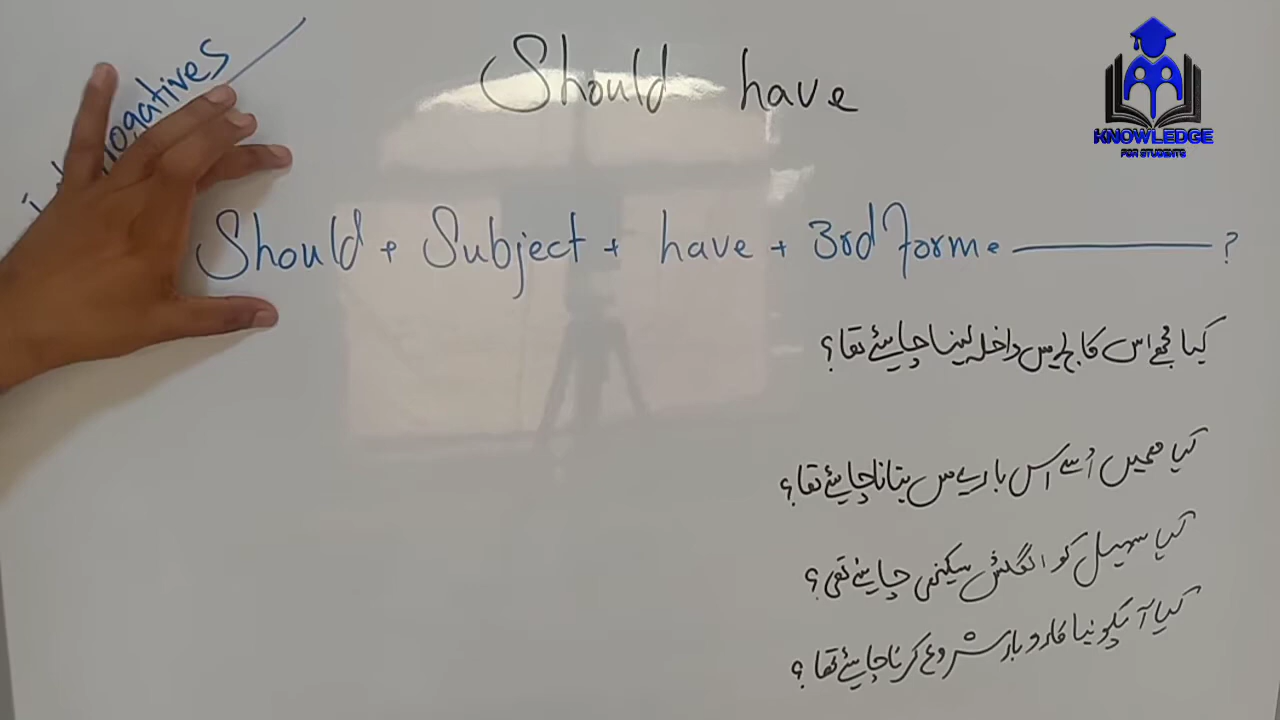 Should have
Interrogatives
KNOWLEDGE
FOR STUDENTS
Should + Subject + have + 3rd form. ———— ?
کیا مجھے اس کالج میں داخلہ لینا چاہئے تھا؟
کیا ہمیں اُسے اس بارے میں بتانا چاہئے تھا؟
کیا سہیل کو انگلش سیکھنی چاہئے تھی؟
کیا آپکو نیا کاروبار شروع کرنا چاہئے تھا؟